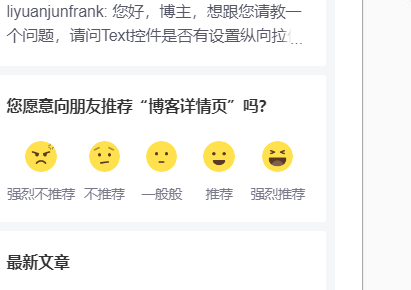 liyuanjunfrank: 您好，博主，想跟您请教一
个问题，请问Text控件是否有设置纵向拉...
您愿意向朋友推荐“博客详情页”吗?
强烈不推荐 不推荐 一般般 推荐 强烈推荐
最新文章